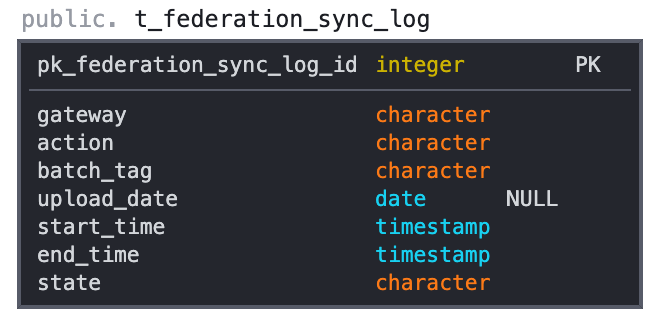 public. t_federation_sync_log
pk_federation_sync_log_id integer PK
gateway character
action character
batch_tag character
upload_date date NULL
start_time timestamp
end_time timestamp
state character